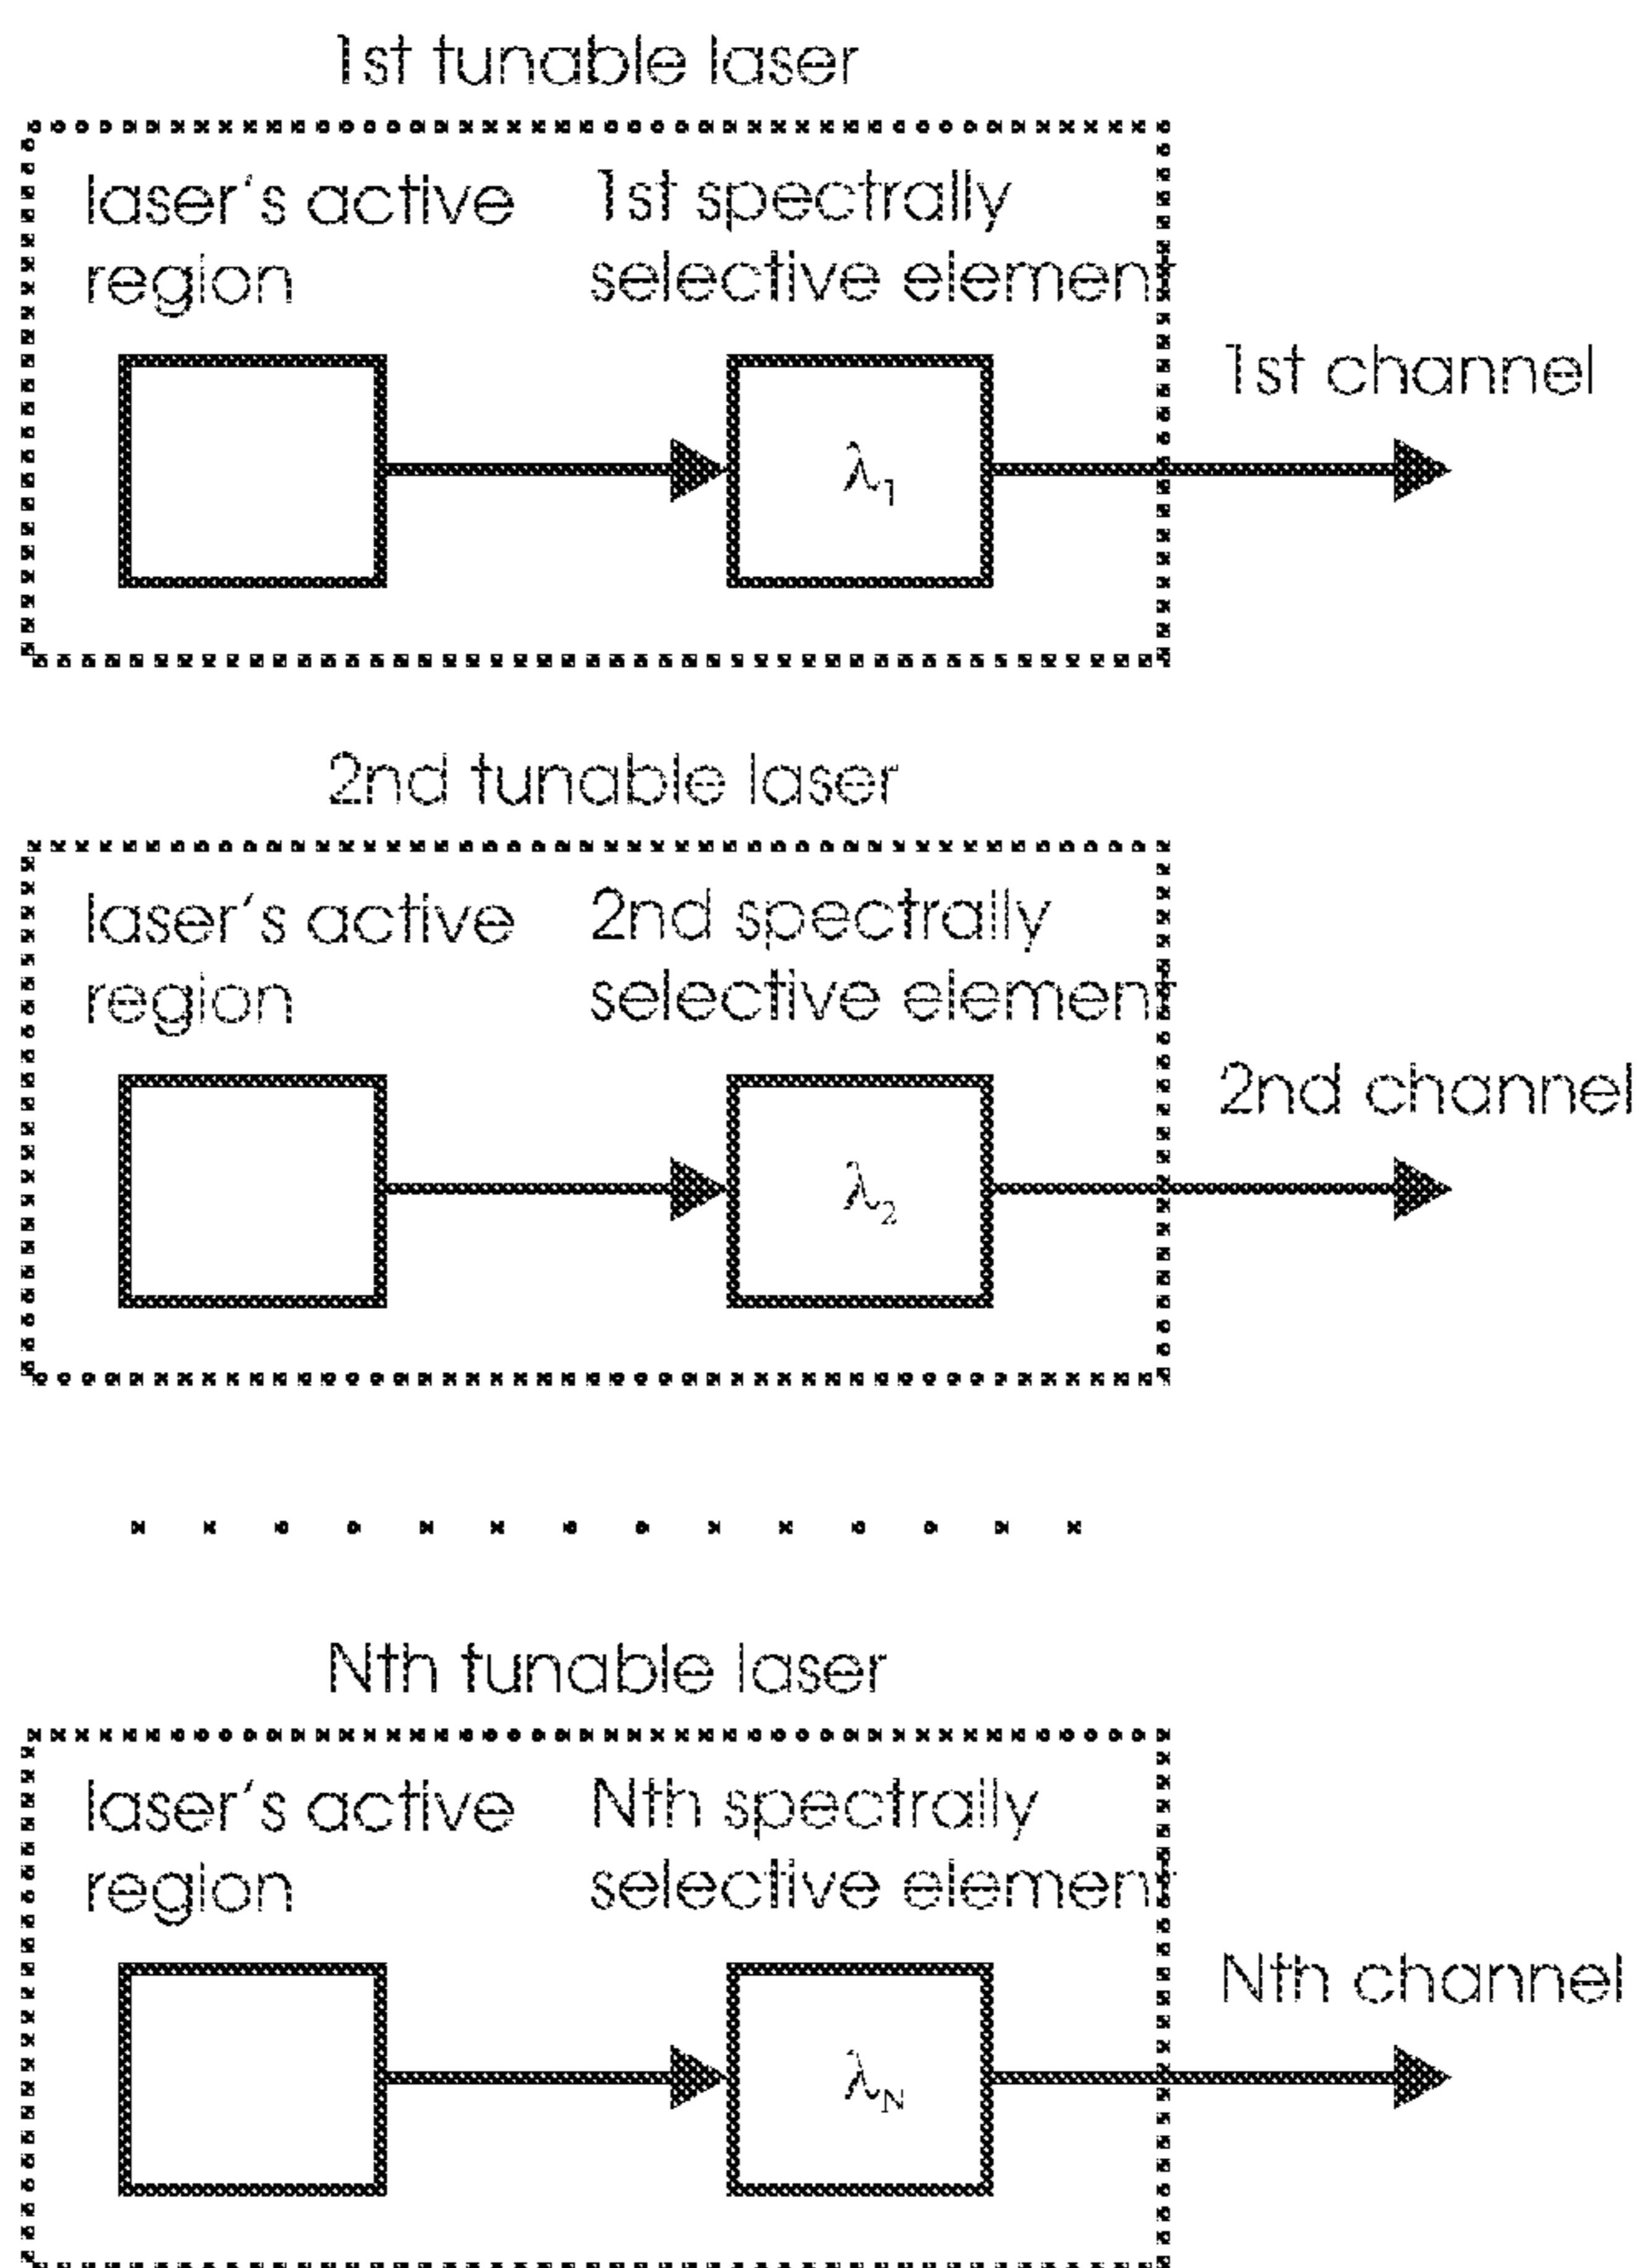 1st tunable laser
laser's active
region
1st spectrally
selective element
λ1
1st channel
2nd tunable laser
laser's active
region
2nd spectrally
selective element
λ2
2nd channel
Nth tunable laser
laser's active
region
Nth spectrally
selective element
λN
Nth channel